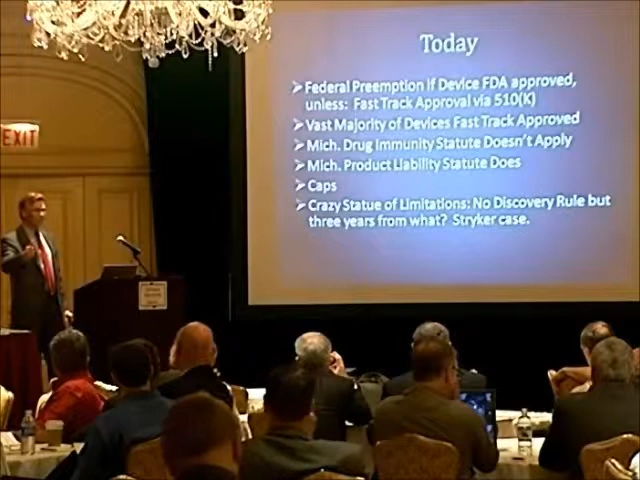 Today
➢Federal Preemption if Device FDA approved,
unless: Fast Track Approval via 510(K)
➢Vast Majority of Devices Fast Track Approved
➢Mich. Drug Immunity Statute Doesn't Apply
➢Mich. Product Liability Statute Does
➢Caps
➢Crazy Statue of Limitations: No Discovery Rule but
three years from what? Stryker case.
EXIT